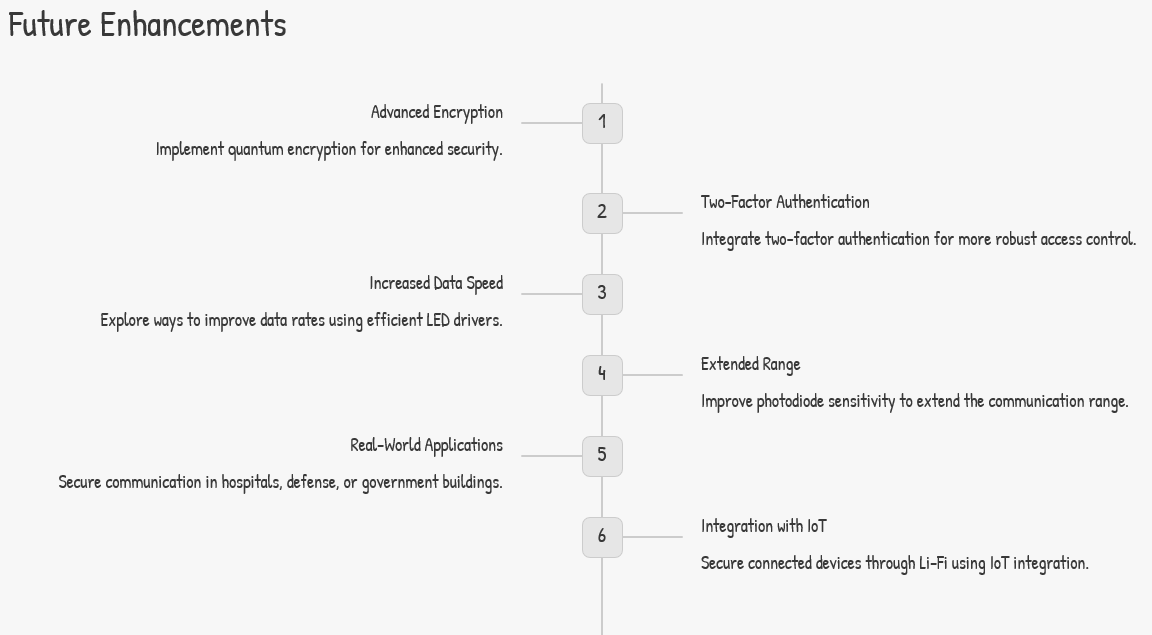 Future Enhancements
1
Advanced Encryption
Implement quantum encryption for enhanced security.
2
Two-Factor Authentication
Integrate two-factor authentication for more robust access control.
3
Increased Data Speed
Explore ways to improve data rates using efficient LED drivers.
4
Extended Range
Improve photodiode sensitivity to extend the communication range.
5
Real-World Applications
Secure communication in hospitals, defense, or government buildings.
6
Integration with IoT
Secure connected devices through Li-Fi using IoT integration.